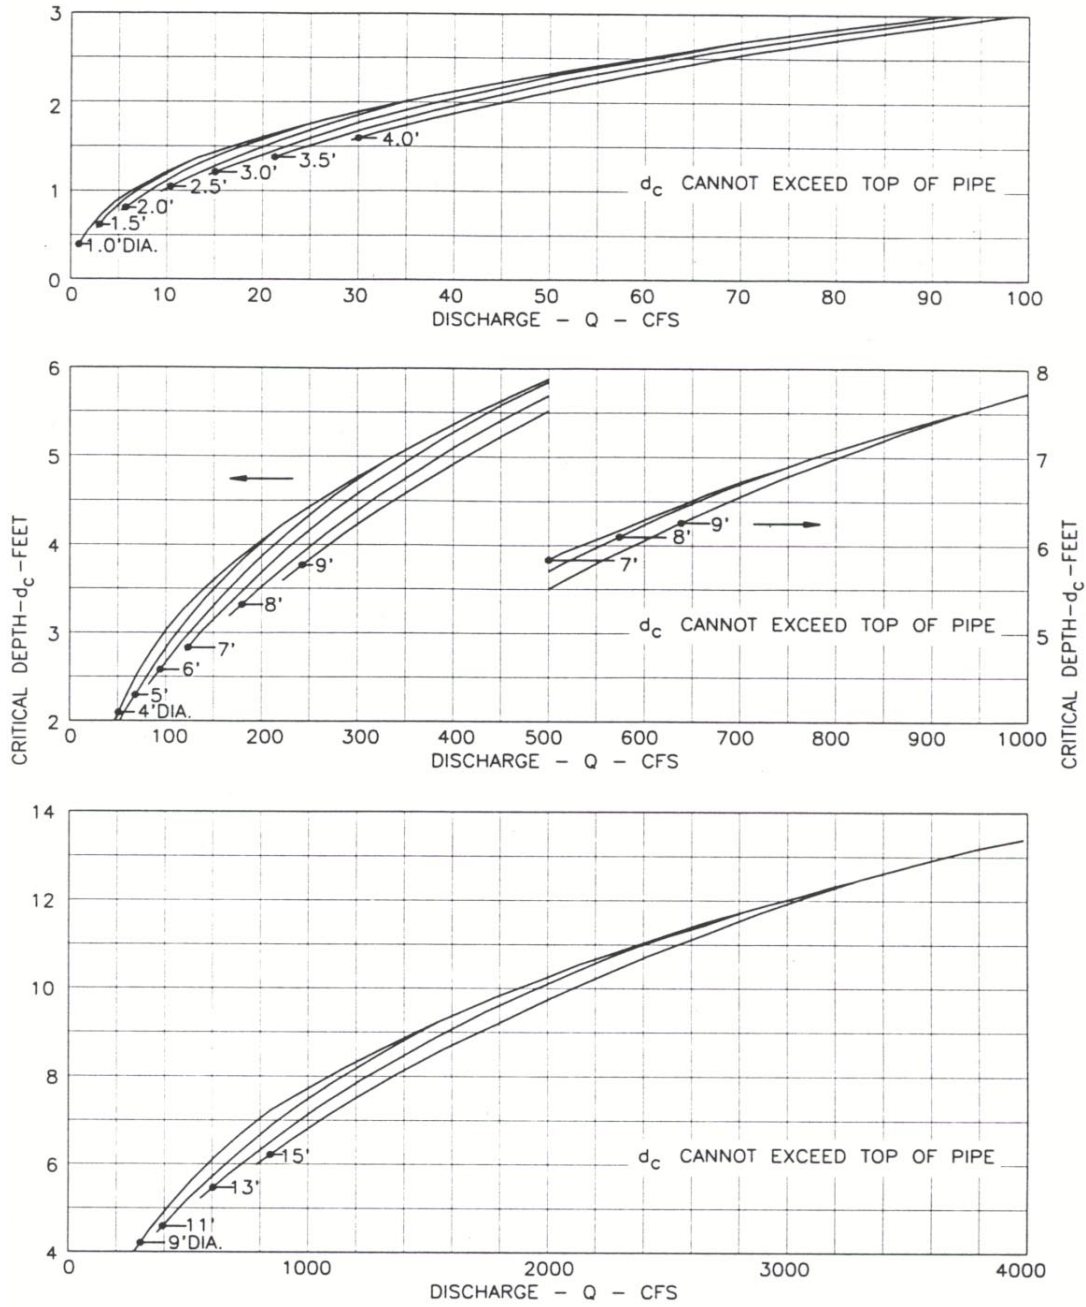 3
2
1
0
4.0'
3.5'
3.0'
2.5'
2.0'
1.5'
1.0'DIA.
dc CANNOT EXCEED TOP OF PIPE
0 10 20 30 40 50 60 70 80 90 100
DISCHARGE – Q – CFS
CRITICAL DEPTH–dc–FEET
6
5
4
3
2
9'
8'
7'
6'
5'
4'DIA.
8
7
6
5
9'
8'
7'
dc CANNOT EXCEED TOP OF PIPE
CRITICAL DEPTH–dc–FEET
0 100 200 300 400 500 600 700 800 900 1000
DISCHARGE – Q – CFS
14
12
10
8
6
4
15'
13'
11'
9'DIA.
dc CANNOT EXCEED TOP OF PIPE
0 1000 2000 3000 4000
DISCHARGE – Q – CFS